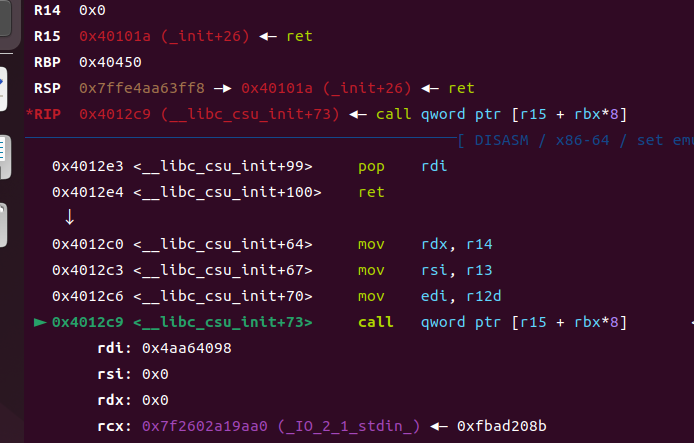 R14 0x0
R15 0x40101a (_init+26) ◂— ret
RBP 0x40450
RSP 0x7ffe4aa63ff8 —▸ 0x40101a (_init+26) ◂— ret
*RIP 0x4012c9 (__libc_csu_init+73) ◂— call qword ptr [r15 + rbx*8]
[ DISASM / x86-64 / set emu
0x4012e3 <__libc_csu_init+99> pop rdi
0x4012e4 <__libc_csu_init+100> ret
↓
0x4012c0 <__libc_csu_init+64> mov rdx, r14
0x4012c3 <__libc_csu_init+67> mov rsi, r13
0x4012c6 <__libc_csu_init+70> mov edi, r12d
► 0x4012c9 <__libc_csu_init+73> call qword ptr [r15 + rbx*8]
rdi: 0x4aa64098
rsi: 0x0
rdx: 0x0
rcx: 0x7f2602a19aa0 (_IO_2_1_stdin_) ◂— 0xfbad208b